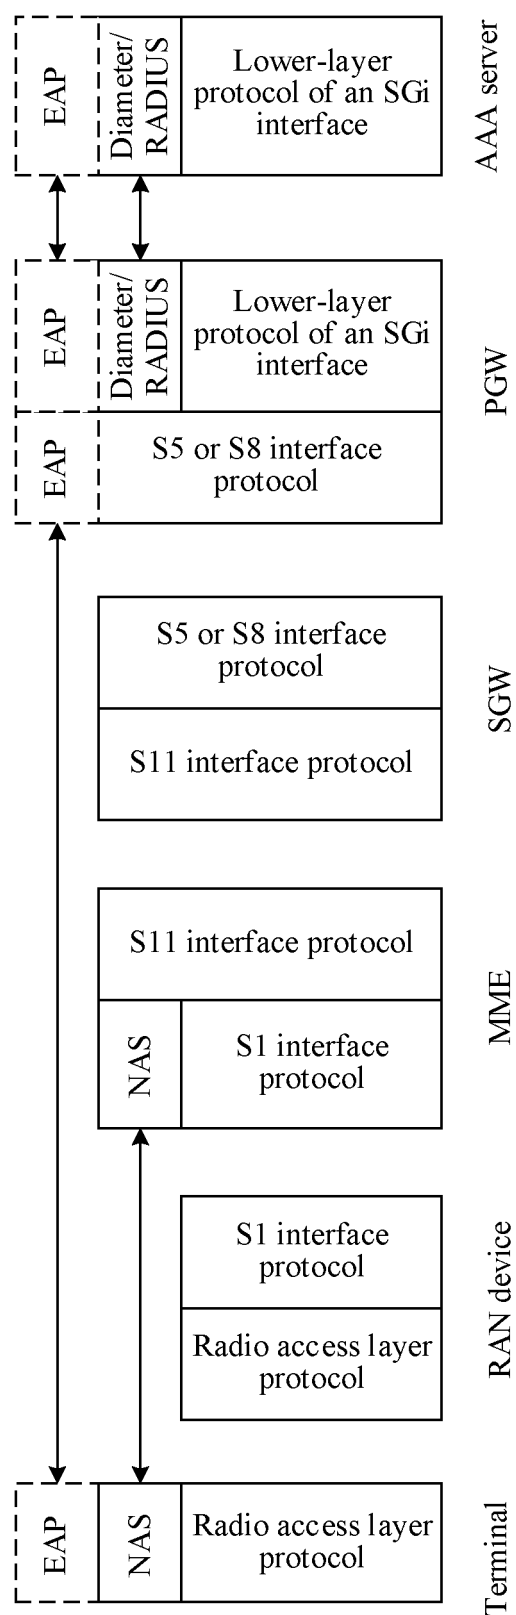 EAP
Diameter/
RADIUS
Lower-layer
protocol of an SGi
interface
AAA server
EAP
Diameter/
RADIUS
Lower-layer
protocol of an SGi
interface
PGW
EAP
S5 or S8 interface
protocol
S5 or S8 interface
protocol
SGW
S11 interface protocol
S11 interface protocol
MME
NAS
S1 interface
protocol
S1 interface
protocol
RAN device
Radio access layer
protocol
EAP
NAS
Radio access layer
protocol
Terminal